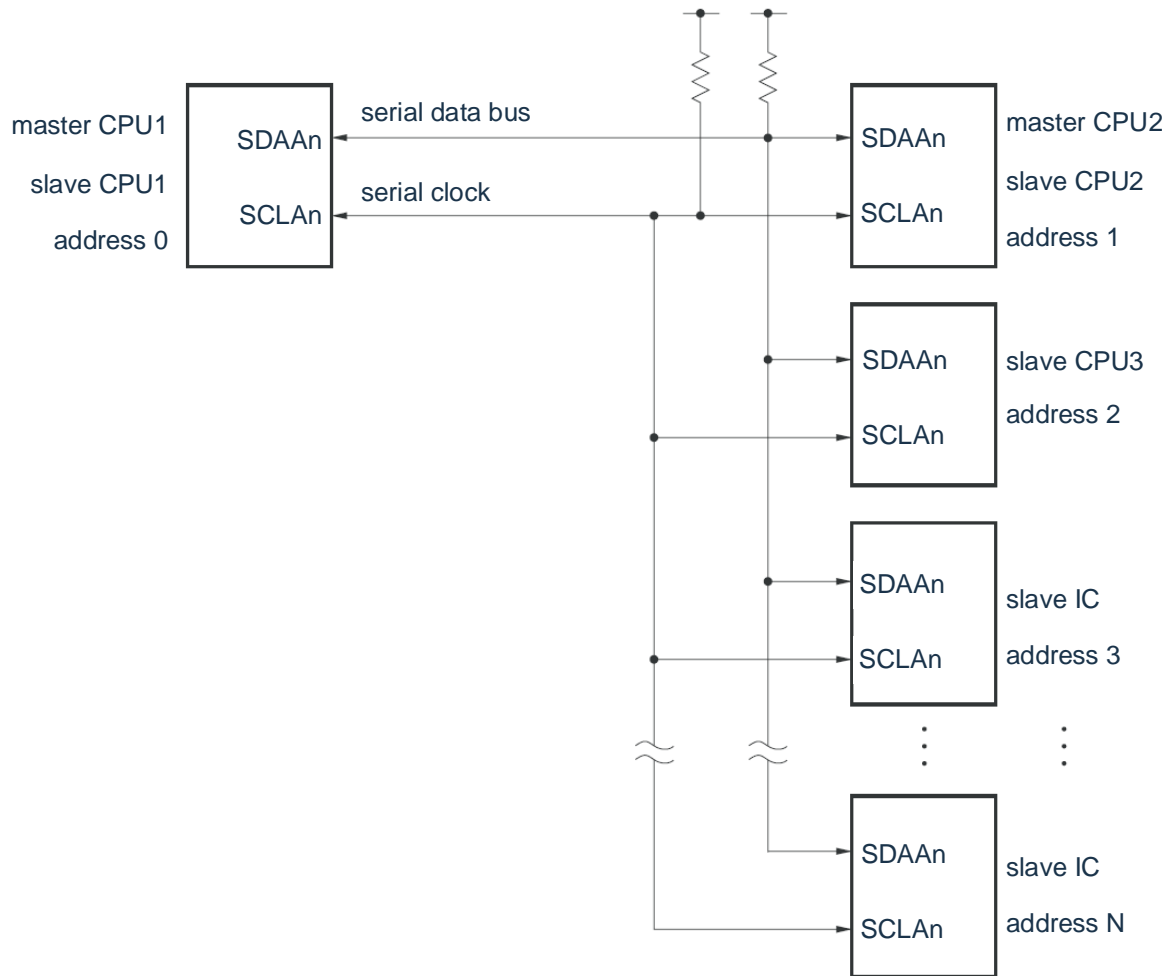 master CPU1
slave CPU1
address 0
SDAAn
SCLAn
serial data bus
serial clock
SDAAn
SCLAn
master CPU2
slave CPU2
address 1
SDAAn
SCLAn
slave CPU3
address 2
SDAAn
SCLAn
slave IC
address 3
SDAAn
SCLAn
slave IC
address N